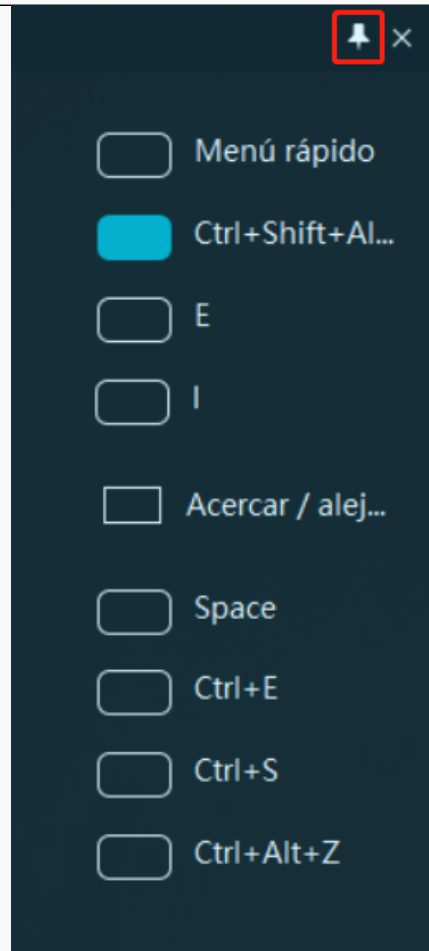 Menú rápido
Ctrl+Shift+Al...
E
I
Acercar / alej...
Space
Ctrl+E
Ctrl+S
Ctrl+Alt+Z